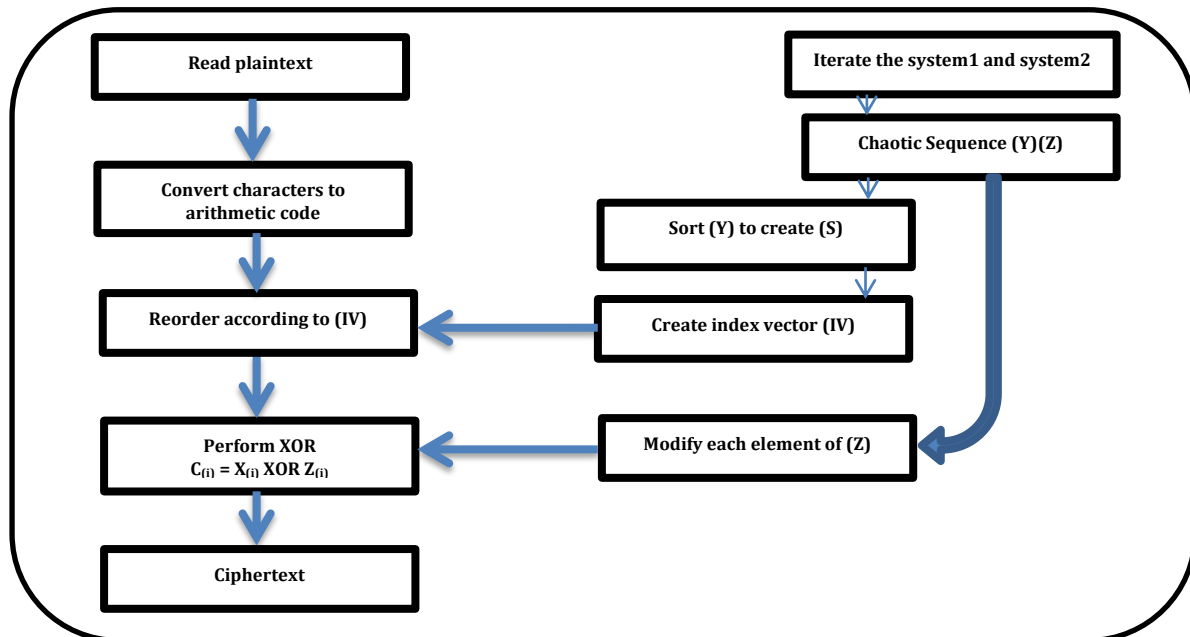 Read plaintext
Convert characters to
arithmetic code
Reorder according to (IV)
Perform XOR
C(i) = X(i) XOR Z(i)
Ciphertext
Iterate the system1 and system2
Chaotic Sequence (Y)(Z)
Sort (Y) to create (S)
Create index vector (IV)
Modify each element of (Z)